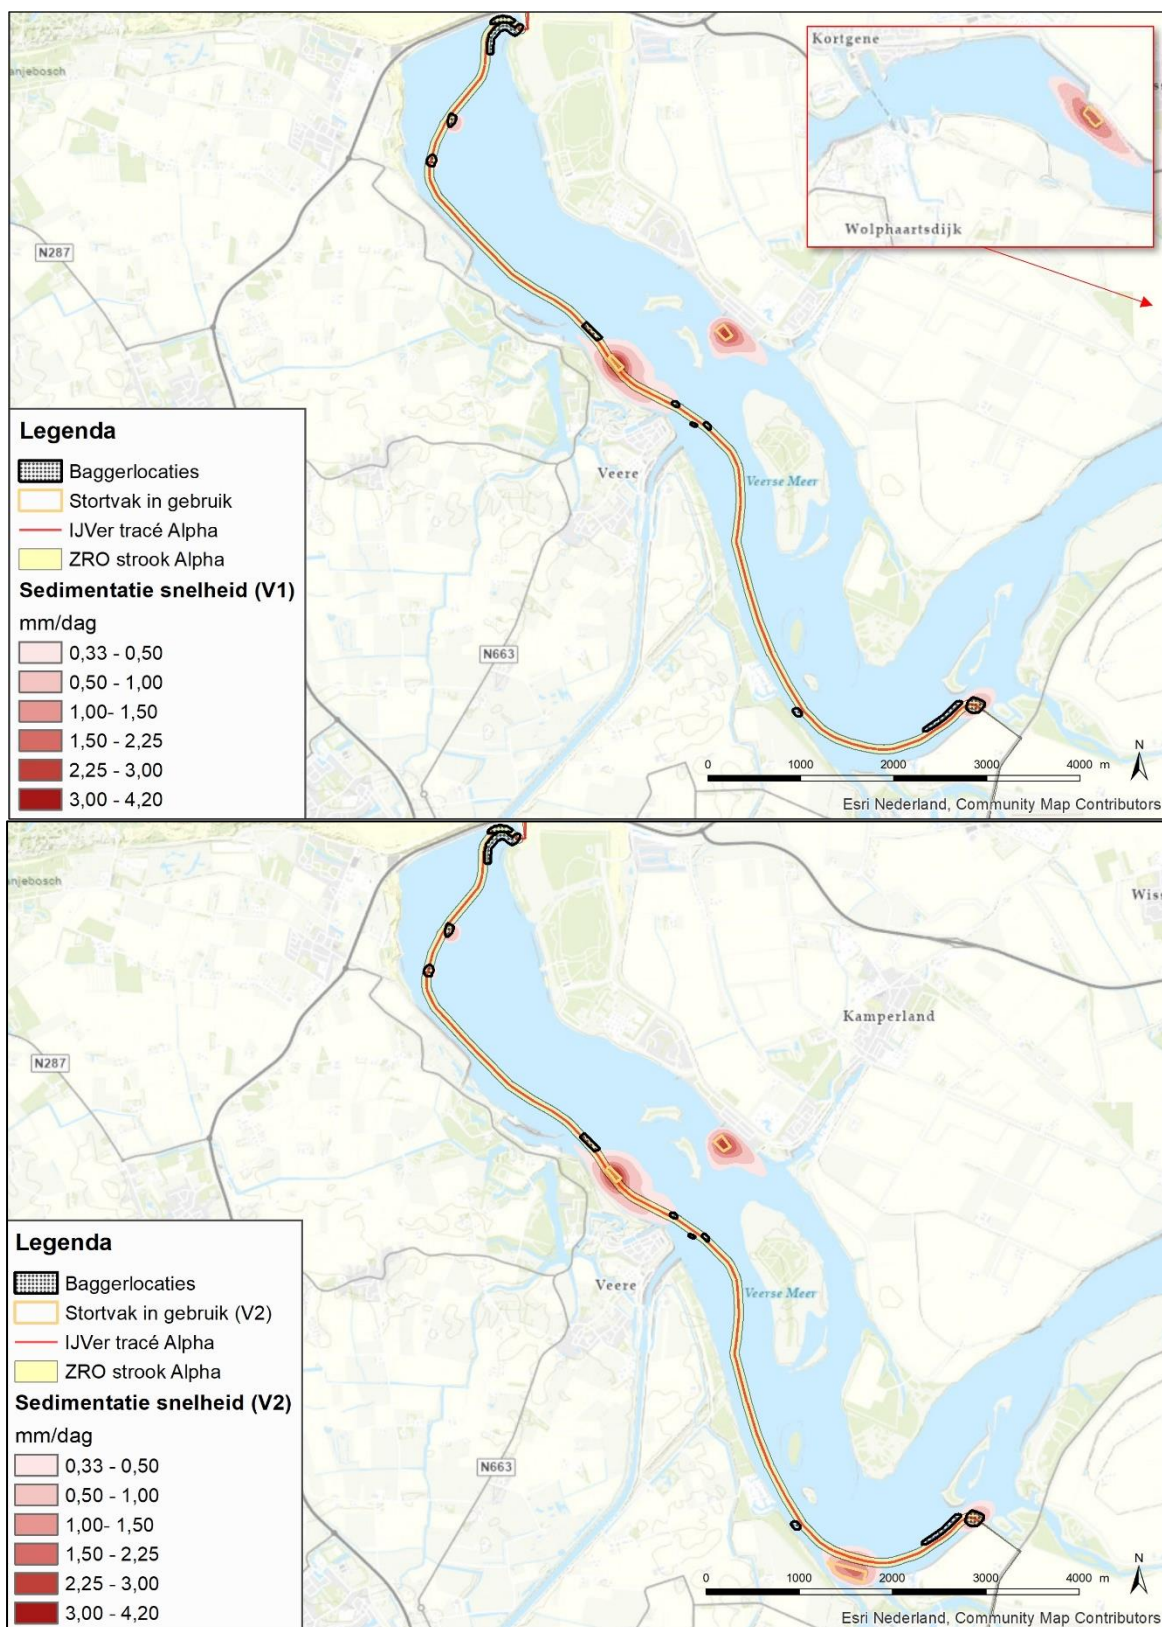 Kortgene
Wolphaartsdijk
anjebosch
N287
Veere
Veerse Meer
N663
Legenda
Baggerlocaties
Stortvak in gebruik
IJVer tracé Alpha
ZRO strook Alpha
Sedimentatie snelheid (V1)
mm/dag
0,33 - 0,50
0,50 - 1,00
1,00- 1,50
1,50 - 2,25
2,25 - 3,00
3,00 - 4,20
0 1000 2000 3000 4000 m
N
Esri Nederland, Community Map Contributors
anjebosch
Wiss
Kamperland
N287
Veere
Veerse Meer
N663
Legenda
Baggerlocaties
Stortvak in gebruik (V2)
IJVer tracé Alpha
ZRO strook Alpha
Sedimentatie snelheid (V2)
mm/dag
0,33 - 0,50
0,50 - 1,00
1,00- 1,50
1,50 - 2,25
2,25 - 3,00
3,00 - 4,20
0 1000 2000 3000 4000 m
N
Esri Nederland, Community Map Contributors